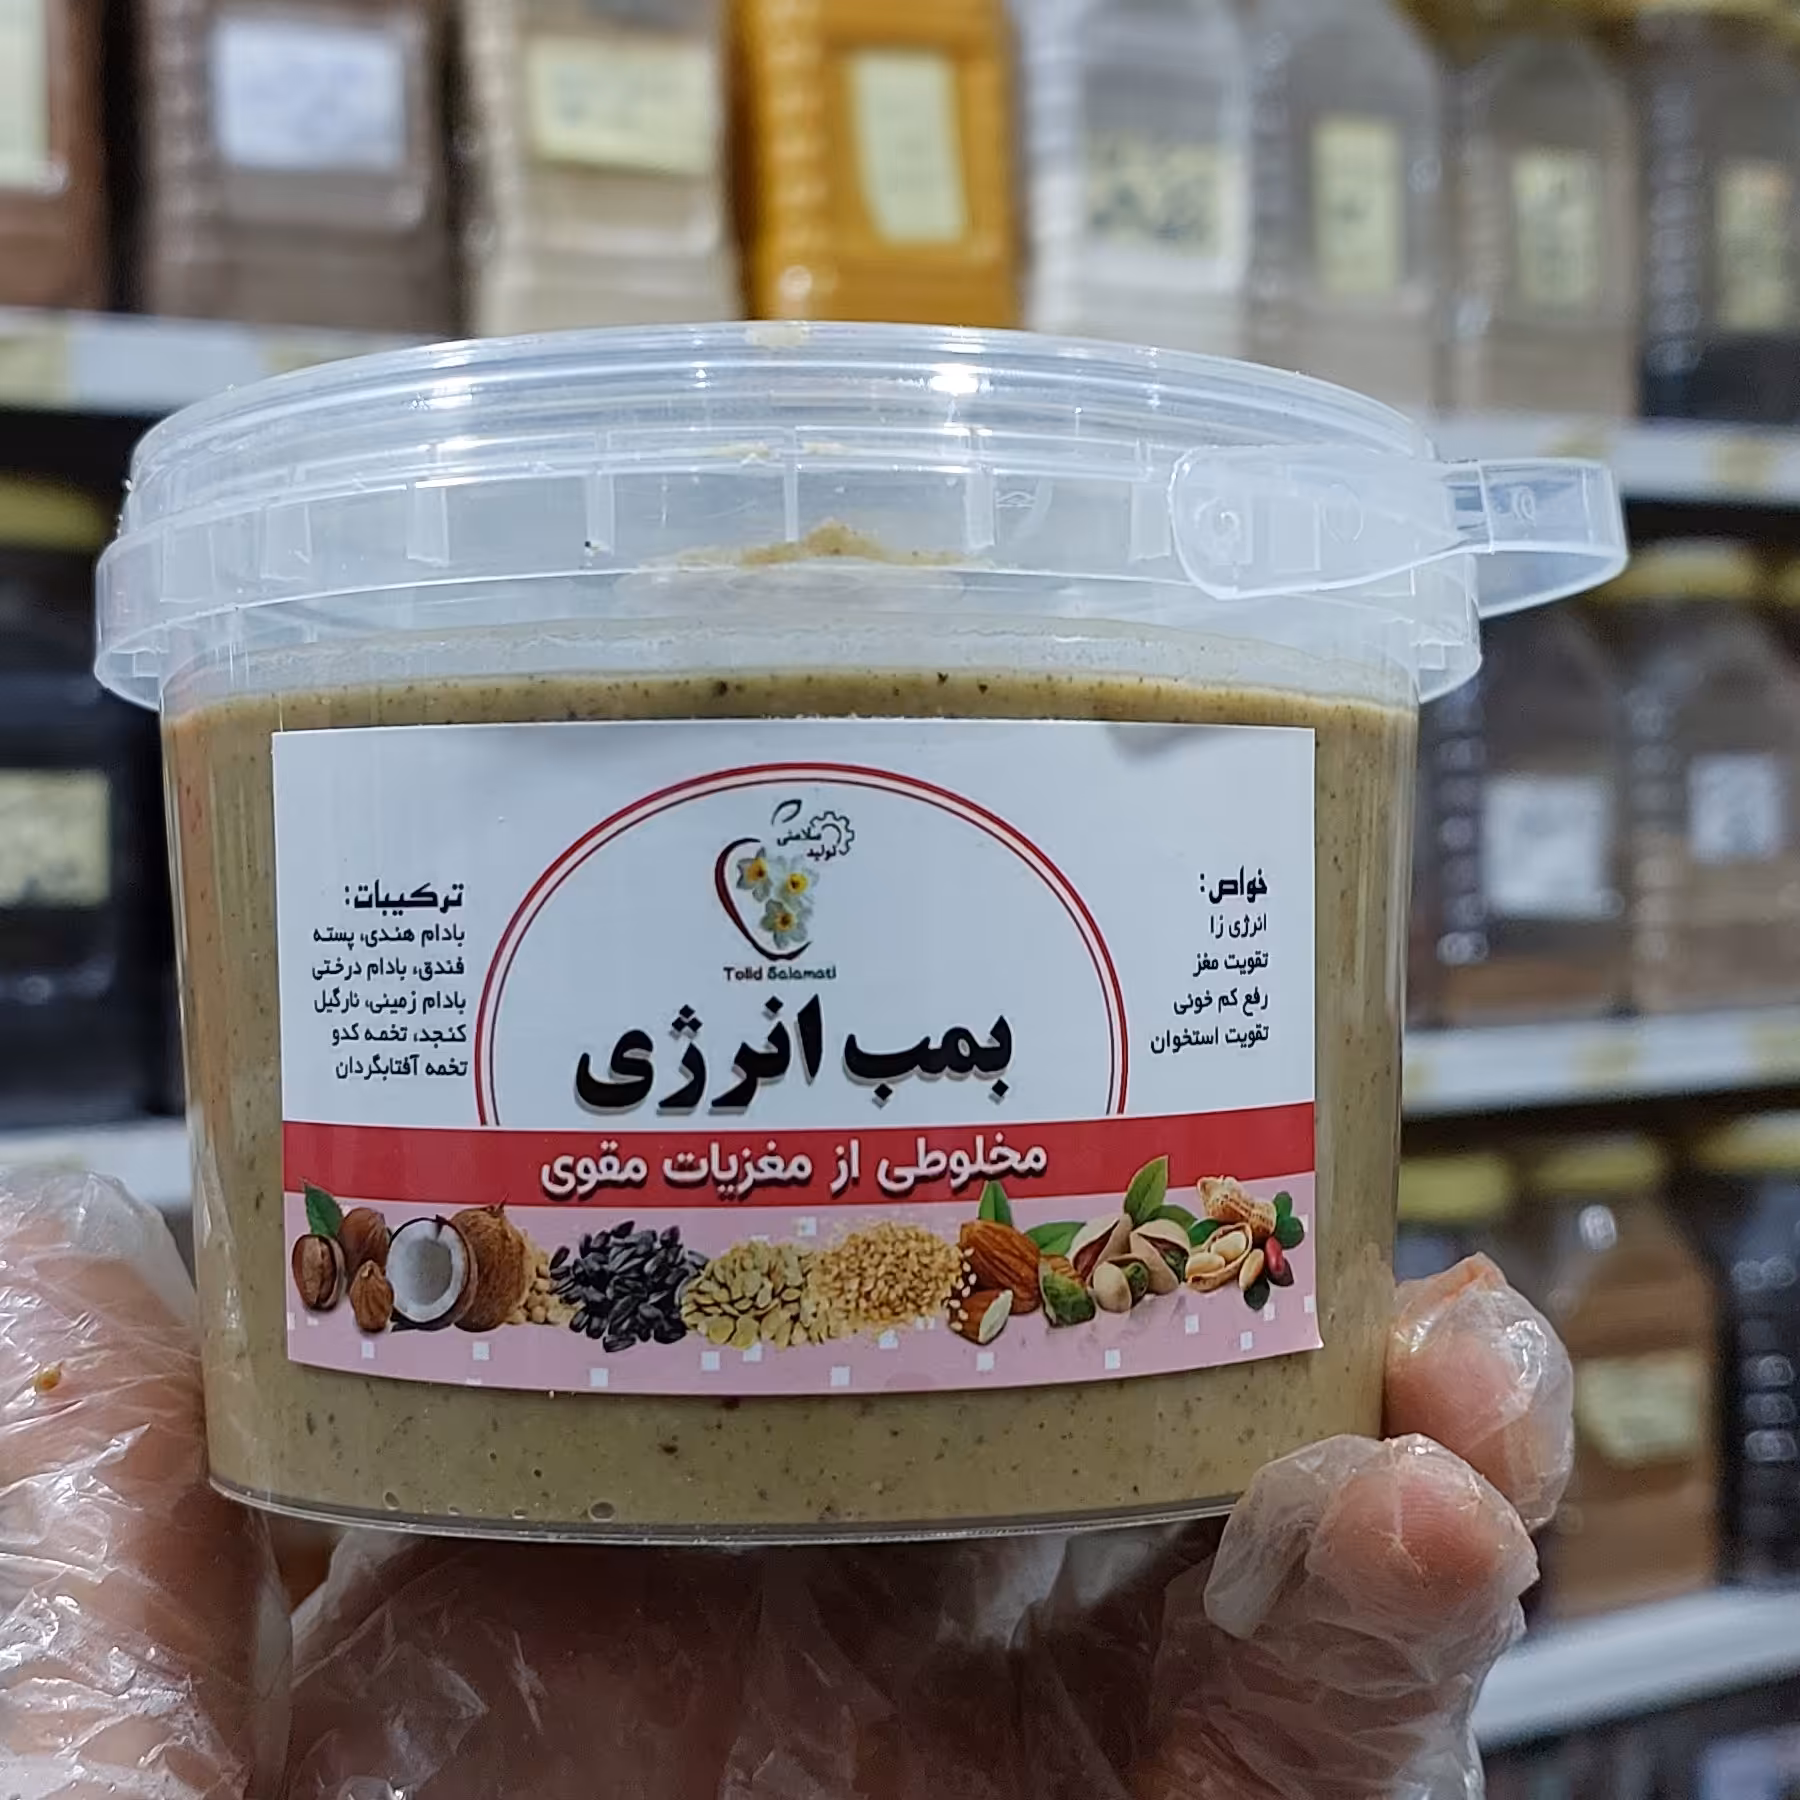 سلامتی
تولید
Tolid Salamati
بمب انرژی
مخلوطی از مغزیات مقوی
خواص:
انرژی زا
تقویت مغز
رفع کم خونی
تقویت استخوان
ترکیبات:
بادام هندی، پسته
فندق، بادام درختی
بادام زمینی، نارگیل
کنجد، تخمه کدو
تخمه آفتابگردان